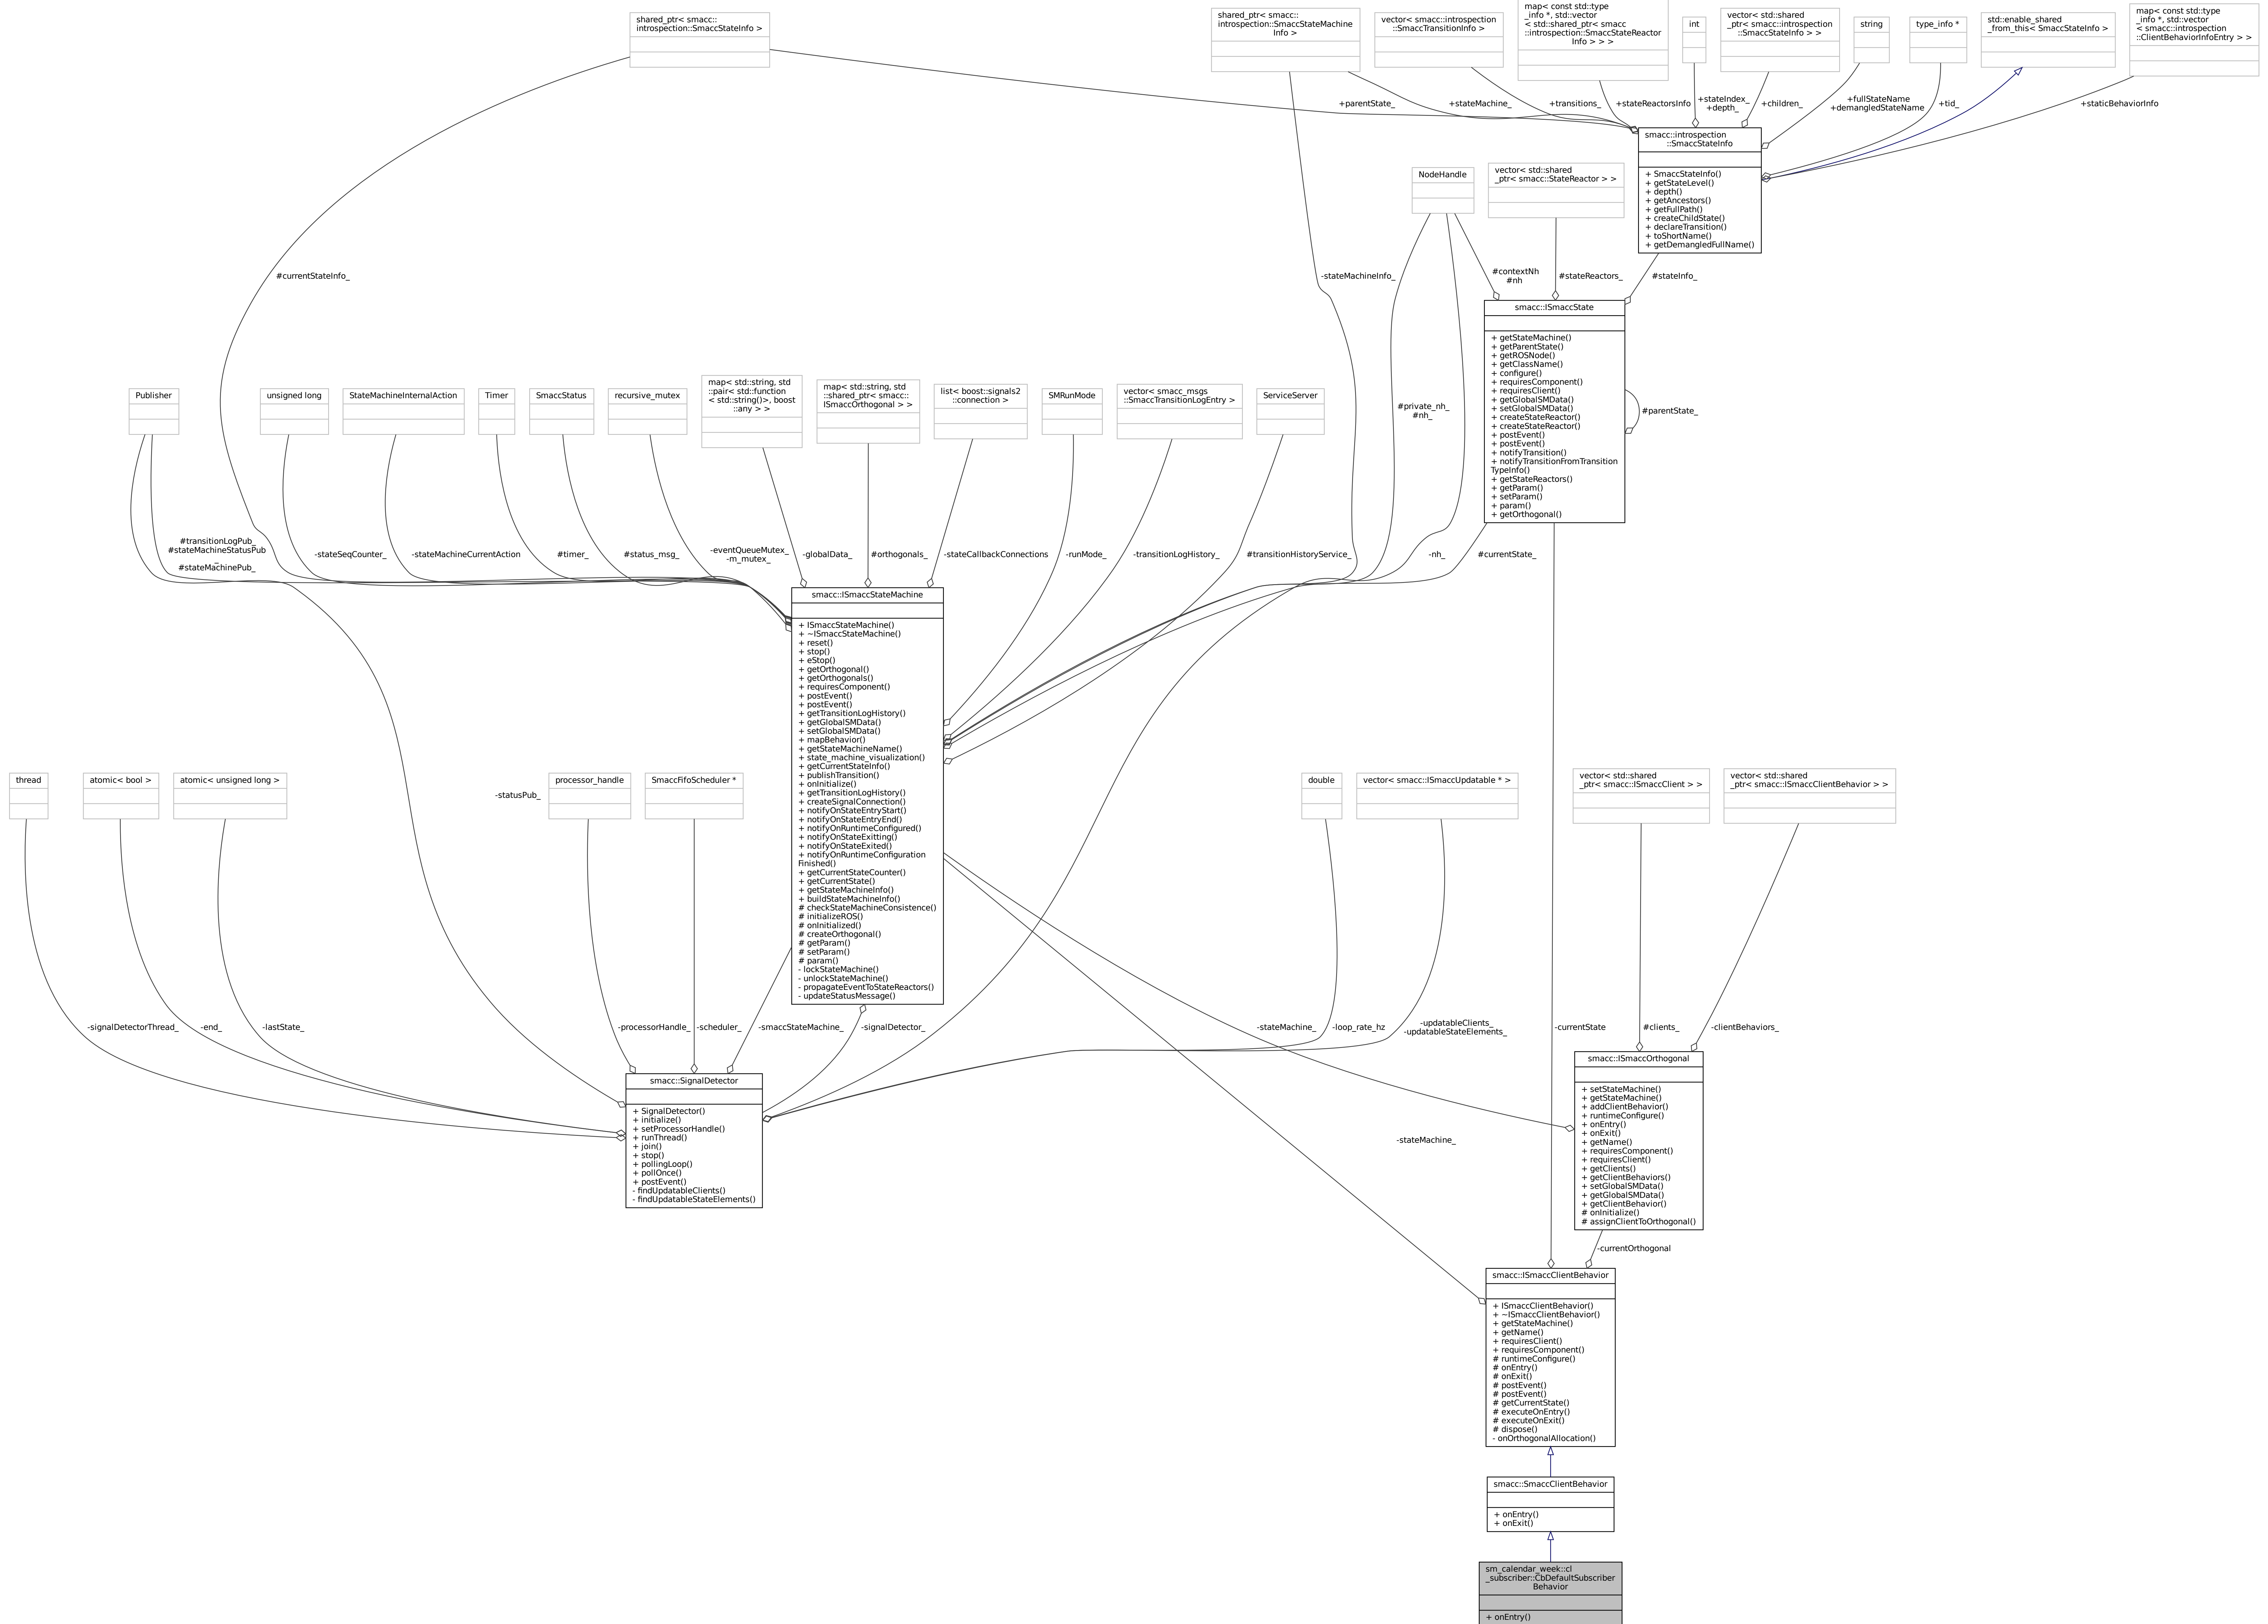 shared_ptr< smacc::
introspection::SmaccStateInfo >
shared_ptr< smacc::
introspection::SmaccStateMachine
Info >
vector< smacc::introspection
::SmaccTransitionInfo >
map< const std::type
_info *, std::vector
< std::shared_ptr< smacc
::introspection::SmaccStateReactor
Info > > >
int
vector< std::shared
_ptr< smacc::introspection
::SmaccStateInfo > >
string
type_info *
std::enable_shared
_from_this< SmaccStateInfo >
map< const std::type
_info *, std::vector
< smacc::introspection
::ClientBehaviorInfoEntry > >
+parentState_
+stateMachine_
+transitions_
+stateReactorsInfo
+stateIndex_
+depth_
+children_
+fullStateName
+demangledStateName
+tid_
+staticBehaviorInfo
smacc::introspection
::SmaccStateInfo
+ SmaccStateInfo()
+ getStateLevel()
+ depth()
+ getAncestors()
+ getFullPath()
+ createChildState()
+ declareTransition()
+ toShortName()
+ getDemangledFullName()
NodeHandle
vector< std::shared
_ptr< smacc::StateReactor > >
#currentStateInfo_
-stateMachineInfo_
#contextNh
#nh
#stateReactors_
#stateInfo_
smacc::ISmaccState
+ getStateMachine()
+ getParentState()
+ getROSNode()
+ getClassName()
+ configure()
+ requiresComponent()
+ requiresClient()
+ getGlobalSMData()
+ setGlobalSMData()
+ createStateReactor()
+ createStateReactor()
+ postEvent()
+ postEvent()
+ notifyTransition()
+ notifyTransitionFromTransition
TypeInfo()
+ getStateReactors()
+ getParam()
+ setParam()
+ param()
+ getOrthogonal()
#parentState_
Publisher
unsigned long
StateMachineInternalAction
Timer
SmaccStatus
recursive_mutex
map< std::string, std
::pair< std::function
< std::string()>, boost
::any > >
map< std::string, std
::shared_ptr< smacc::
ISmaccOrthogonal > >
list< boost::signals2
::connection >
SMRunMode
vector< smacc_msgs
::SmaccTransitionLogEntry >
ServiceServer
#private_nh_
#nh_
#transitionLogPub_
#stateMachineStatusPub
_
#stateMachinePub_
-stateSeqCounter_
-stateMachineCurrentAction
#timer_
#status_msg_
-eventQueueMutex_
-m_mutex_
-globalData_
#orthogonals_
-stateCallbackConnections
-runMode_
-transitionLogHistory_
#transitionHistoryService_
-nh_
#currentState_
smacc::ISmaccStateMachine
+ ISmaccStateMachine()
+ ~ISmaccStateMachine()
+ reset()
+ stop()
+ eStop()
+ getOrthogonal()
+ getOrthogonals()
+ requiresComponent()
+ postEvent()
+ postEvent()
+ getTransitionLogHistory()
+ getGlobalSMData()
+ setGlobalSMData()
+ mapBehavior()
+ getStateMachineName()
+ state_machine_visualization()
+ getCurrentStateInfo()
+ publishTransition()
+ onInitialize()
+ getTransitionLogHistory()
+ createSignalConnection()
+ notifyOnStateEntryStart()
+ notifyOnStateEntryEnd()
+ notifyOnRuntimeConfigured()
+ notifyOnStateExitting()
+ notifyOnStateExited()
+ notifyOnRuntimeConfiguration
Finished()
+ getCurrentStateCounter()
+ getCurrentState()
+ getStateMachineInfo()
+ buildStateMachineInfo()
# checkStateMachineConsistence()
# initializeROS()
# onInitialized()
# createOrthogonal()
# getParam()
# setParam()
# param()
- lockStateMachine()
- unlockStateMachine()
- propagateEventToStateReactors()
- updateStatusMessage()
thread
atomic< bool >
atomic< unsigned long >
-statusPub_
processor_handle
SmaccFifoScheduler *
double
vector< smacc::ISmaccUpdatable * >
vector< std::shared
_ptr< smacc::ISmaccClient > >
vector< std::shared
_ptr< smacc::ISmaccClientBehavior > >
-signalDetectorThread_
-end_
-lastState_
-processorHandle_
-scheduler_
-smaccStateMachine_
-signalDetector_
-stateMachine_
-loop_rate_hz
-updatableClients_
-updatableStateElements_
-currentState
#clients_
-clientBehaviors_
smacc::SignalDetector
+ SignalDetector()
+ initialize()
+ setProcessorHandle()
+ runThread()
+ join()
+ stop()
+ pollingLoop()
+ pollOnce()
+ postEvent()
- findUpdatableClients()
- findUpdatableStateElements()
smacc::ISmaccOrthogonal
+ setStateMachine()
+ getStateMachine()
+ addClientBehavior()
+ runtimeConfigure()
+ onEntry()
+ onExit()
+ getName()
+ requiresComponent()
+ requiresClient()
+ getClients()
+ getClientBehaviors()
+ setGlobalSMData()
+ getGlobalSMData()
+ getClientBehavior()
# onInitialize()
# assignClientToOrthogonal()
-stateMachine_
-currentOrthogonal
smacc::ISmaccClientBehavior
+ ISmaccClientBehavior()
+ ~ISmaccClientBehavior()
+ getStateMachine()
+ getName()
+ requiresClient()
+ requiresComponent()
# runtimeConfigure()
# onEntry()
# onExit()
# postEvent()
# postEvent()
# getCurrentState()
# executeOnEntry()
# executeOnExit()
# dispose()
- onOrthogonalAllocation()
smacc::SmaccClientBehavior
+ onEntry()
+ onExit()
sm_calendar_week::cl
_subscriber::CbDefaultSubscriber
Behavior
+ onEntry()